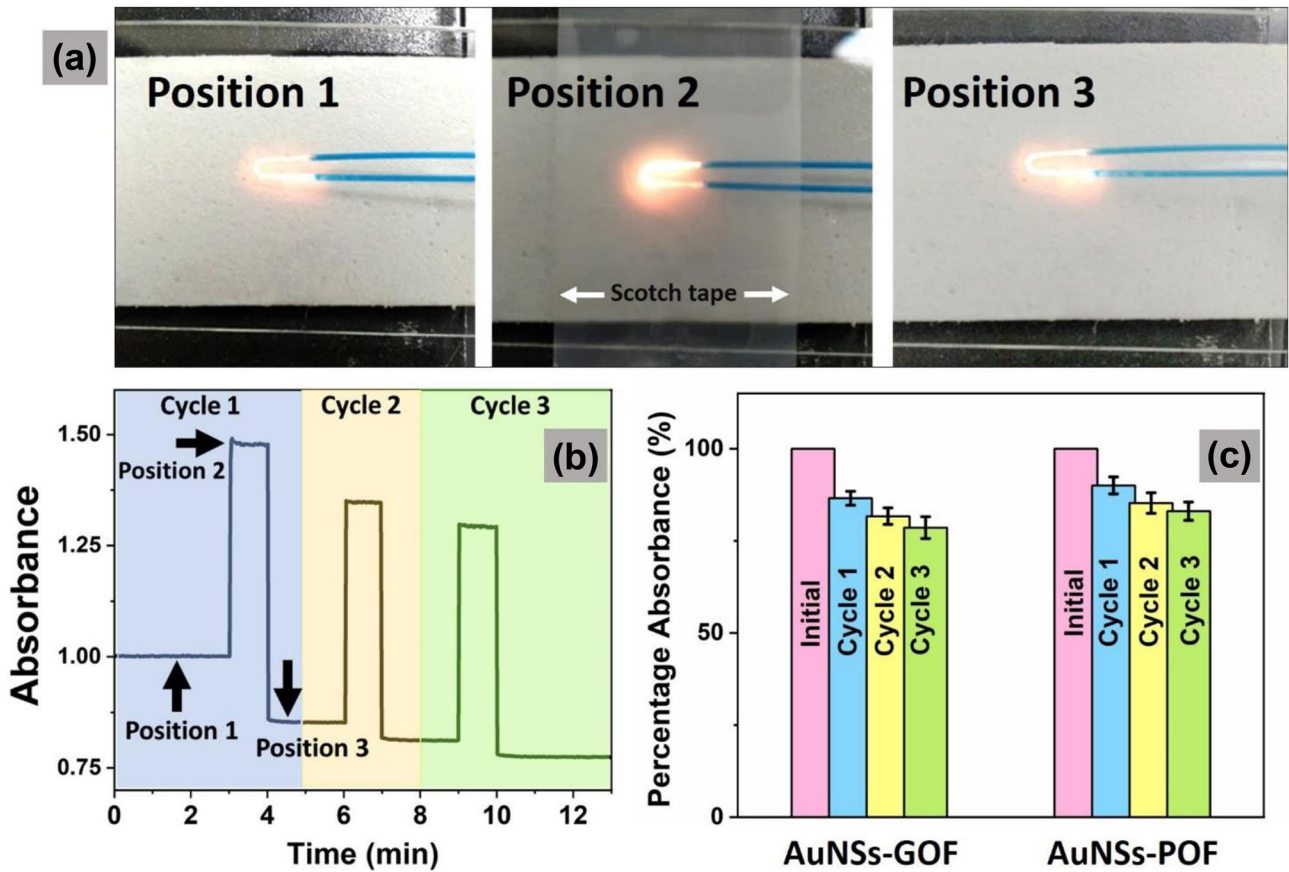 (a)
Position 1
Position 2
Position 3
Scotch tape
Cycle 1
Cycle 2
Cycle 3
(b)
Position 2
Position 1
Position 3
1.50
1.25
1.00
0.75
Absorbance
0
2
4
6
8
10
12
Time (min)
(c)
Percentage Absorbance (%)
100
50
0
Initial
Cycle 1
Cycle 2
Cycle 3
Initial
Cycle 1
Cycle 2
Cycle 3
AuNSs-GOF
AuNSs-POF